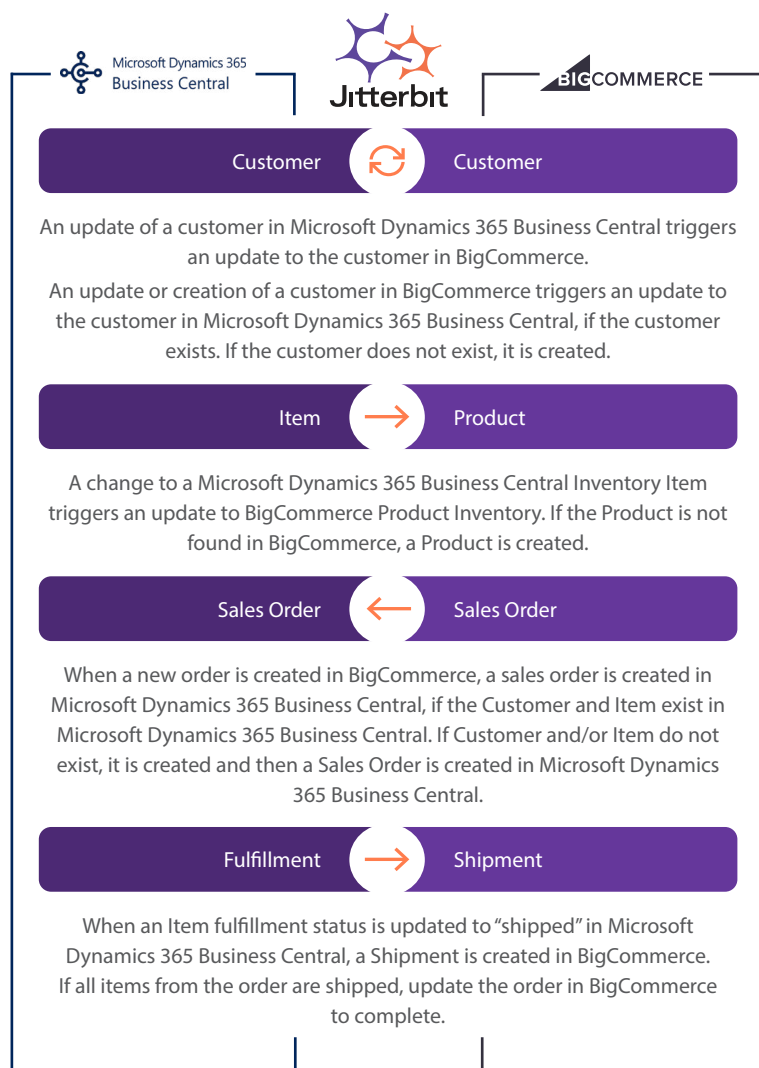 Microsoft Dynamics 365
Business Central
Jitterbit
BIGCOMMERCE
Customer
Customer
An update of a customer in Microsoft Dynamics 365 Business Central triggers
an update to the customer in BigCommerce.
An update or creation of a customer in BigCommerce triggers an update to
the customer in Microsoft Dynamics 365 Business Central, if the customer
exists. If the customer does not exist, it is created.
Item
Product
A change to a Microsoft Dynamics 365 Business Central Inventory Item
triggers an update to BigCommerce Product Inventory. If the Product is not
found in BigCommerce, a Product is created.
Sales Order
Sales Order
When a new order is created in BigCommerce, a sales order is created in
Microsoft Dynamics 365 Business Central, if the Customer and Item exist in
Microsoft Dynamics 365 Business Central. If Customer and/or Item do not
exist, it is created and then a Sales Order is created in Microsoft Dynamics
365 Business Central.
Fulfillment
Shipment
When an Item fulfillment status is updated to “shipped” in Microsoft
Dynamics 365 Business Central, a Shipment is created in BigCommerce.
If all items from the order are shipped, update the order in BigCommerce
to complete.